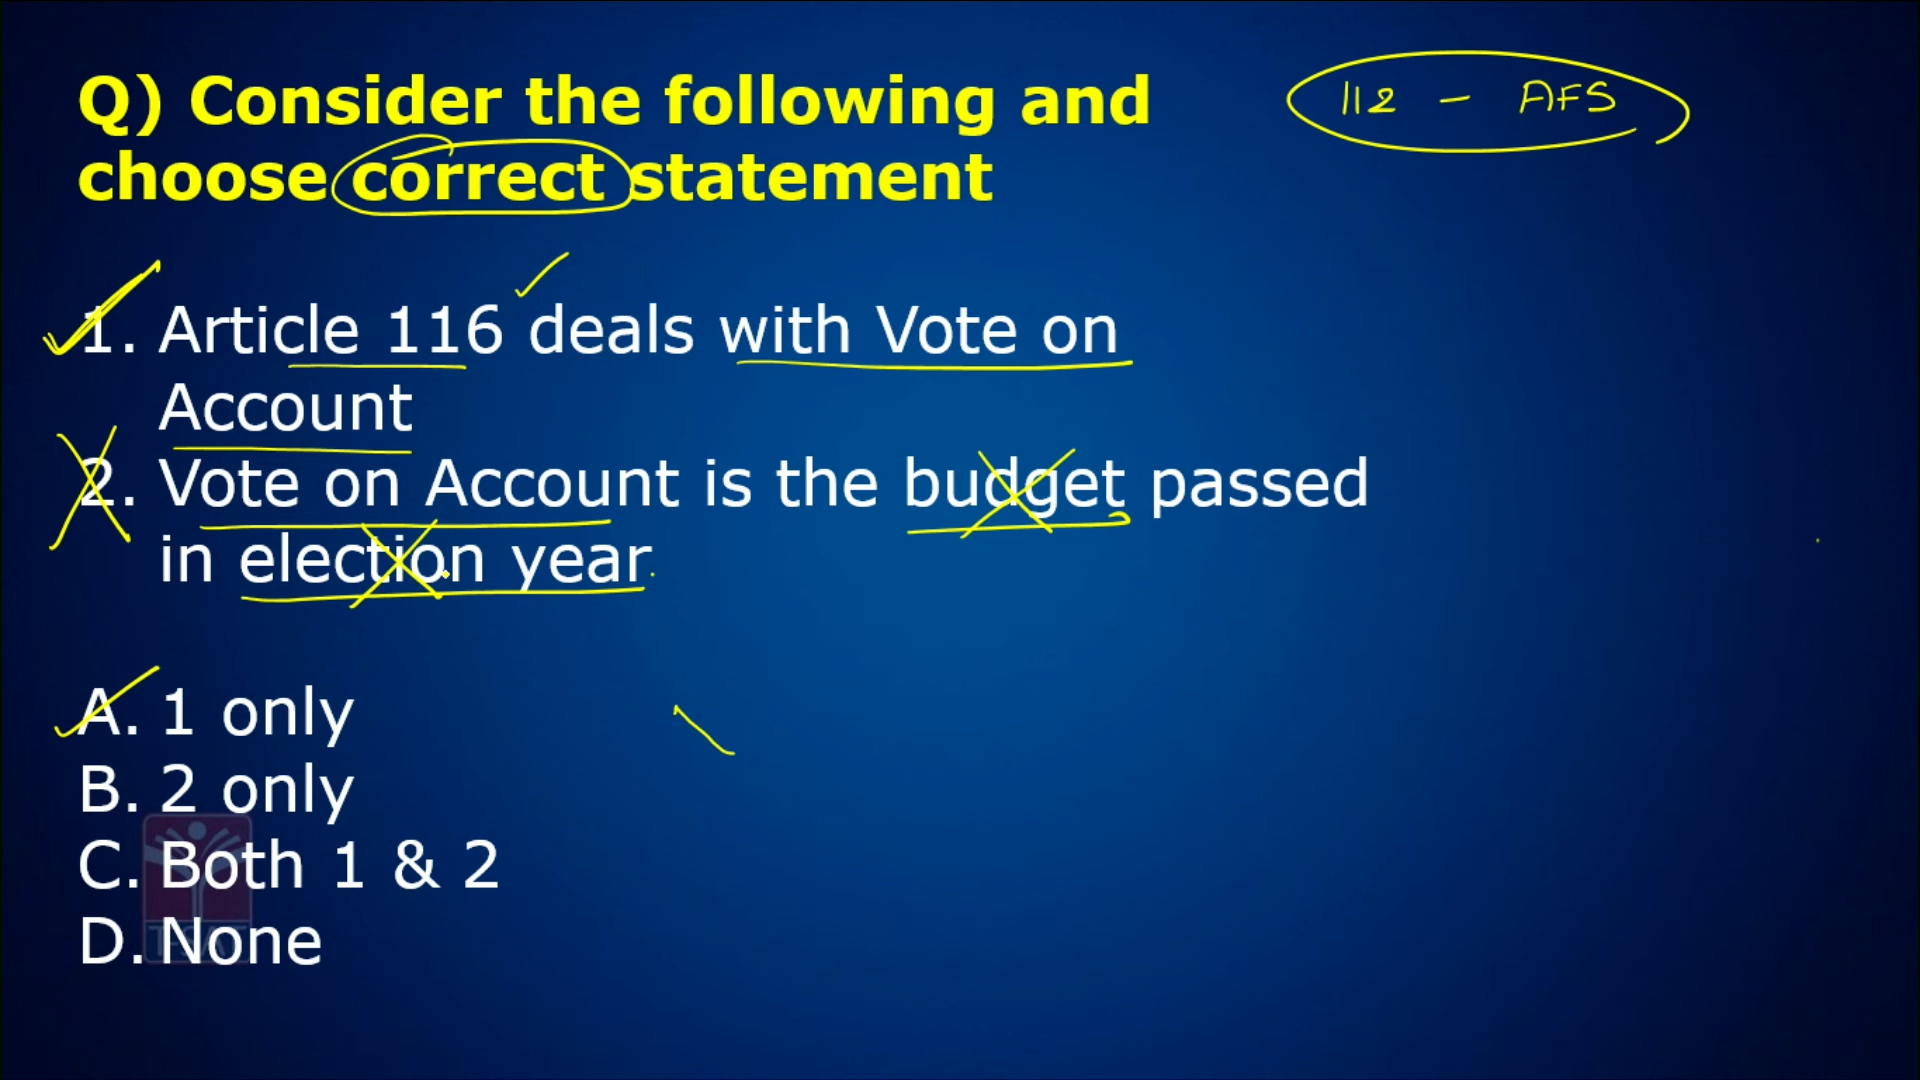 Q) Consider the following and
choose correct statement
112 - AFS
1. Article 116 deals with Vote on
Account
2. Vote on Account is the budget passed
in election year
A. 1 only
B. 2 only
C. Both 1 & 2
D. None
T-SAT